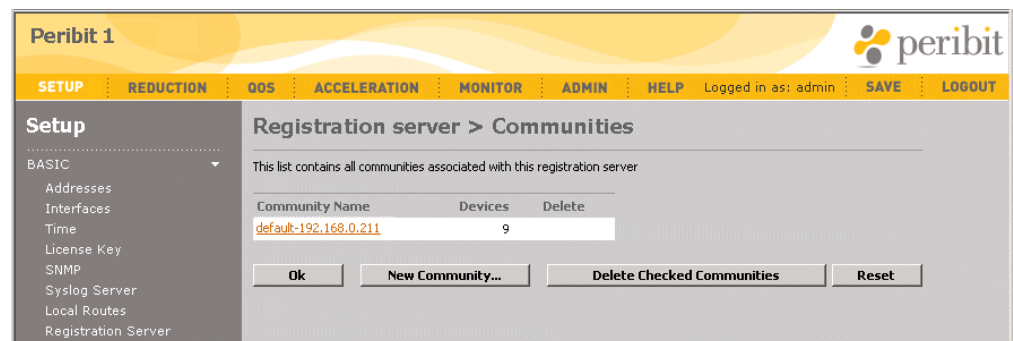 Peribit 1
peribit
SETUP REDUCTION QOS ACCELERATION MONITOR ADMIN HELP Logged in as: admin SAVE LOGOUT
Setup
BASIC
Addresses
Interfaces
Time
License Key
SNMP
Syslog Server
Local Routes
Registration Server
Registration server > Communities
This list contains all communities associated with this registration server
Community Name Devices Delete
default-192.168.0.211 9
Ok New Community... Delete Checked Communities Reset